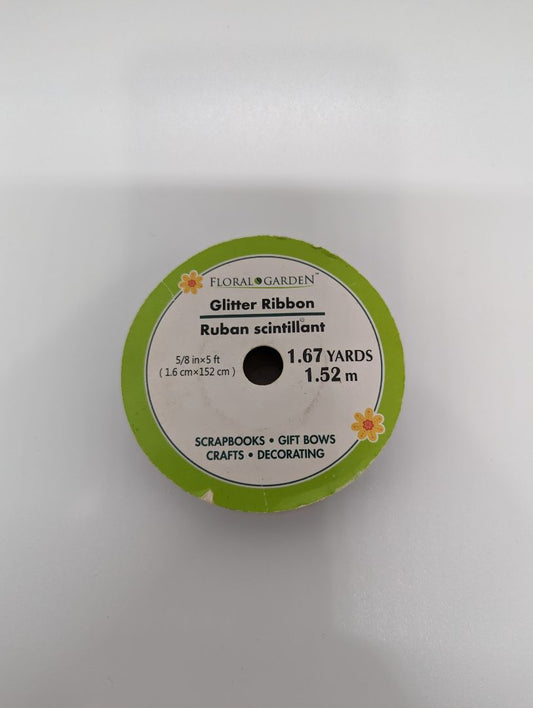 FLORAL GARDEN™
Glitter Ribbon
Ruban scintillant
5/8 in×5 ft
( 1.6 cm×152 cm )
1.67 YARDS
1.52 m
SCRAPBOOKS • GIFT BOWS
CRAFTS • DECORATING